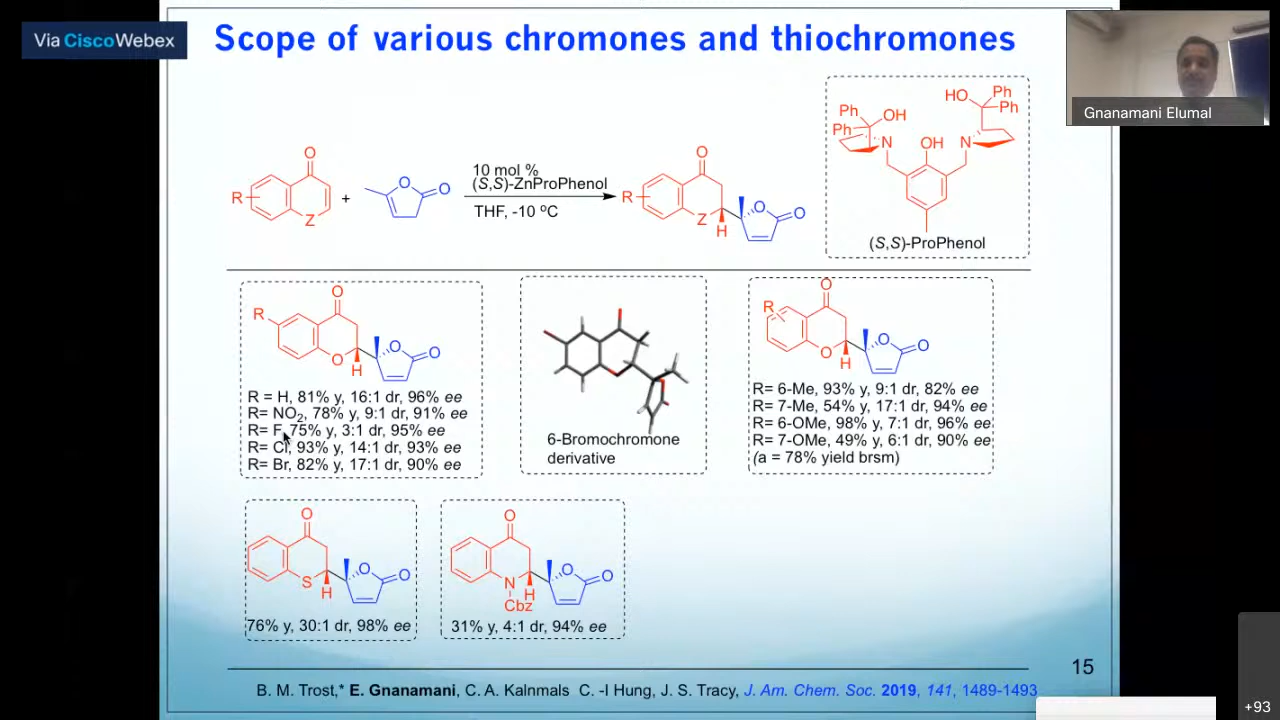 Via CiscoWebex
Scope of various chromones and thiochromones
Gnanamani Elumal
O
R
Z
+
O
O
10 mol %
(S,S)-ZnProPhenol
THF, -10 ºC
O
R
Z
H
O
O
Ph
Ph
OH
N
OH
N
HO
Ph
Ph
(S,S)-ProPhenol
O
R
O
H
O
O
R = H, 81% y, 16:1 dr, 96% ee
R= NO2, 78% y, 9:1 dr, 91% ee
R= F, 75% y, 3:1 dr, 95% ee
R= Cl, 93% y, 14:1 dr, 93% ee
R= Br, 82% y, 17:1 dr, 90% ee
6-Bromochromone
derivative
O
R
O
H
O
O
R= 6-Me, 93% y, 9:1 dr, 82% ee
R= 7-Me, 54% y, 17:1 dr, 94% ee
R= 6-OMe, 98% y, 7:1 dr, 96% ee
R= 7-OMe, 49% y, 6:1 dr, 90% ee
(a = 78% yield brsm)
O
S
H
O
O
76% y, 30:1 dr, 98% ee
O
N
H
Cbz
O
O
31% y, 4:1 dr, 94% ee
15
B. M. Trost,* E. Gnanamani, C. A. Kalnmals C. -I Hung, J. S. Tracy, J. Am. Chem. Soc. 2019, 141, 1489-1493
+93